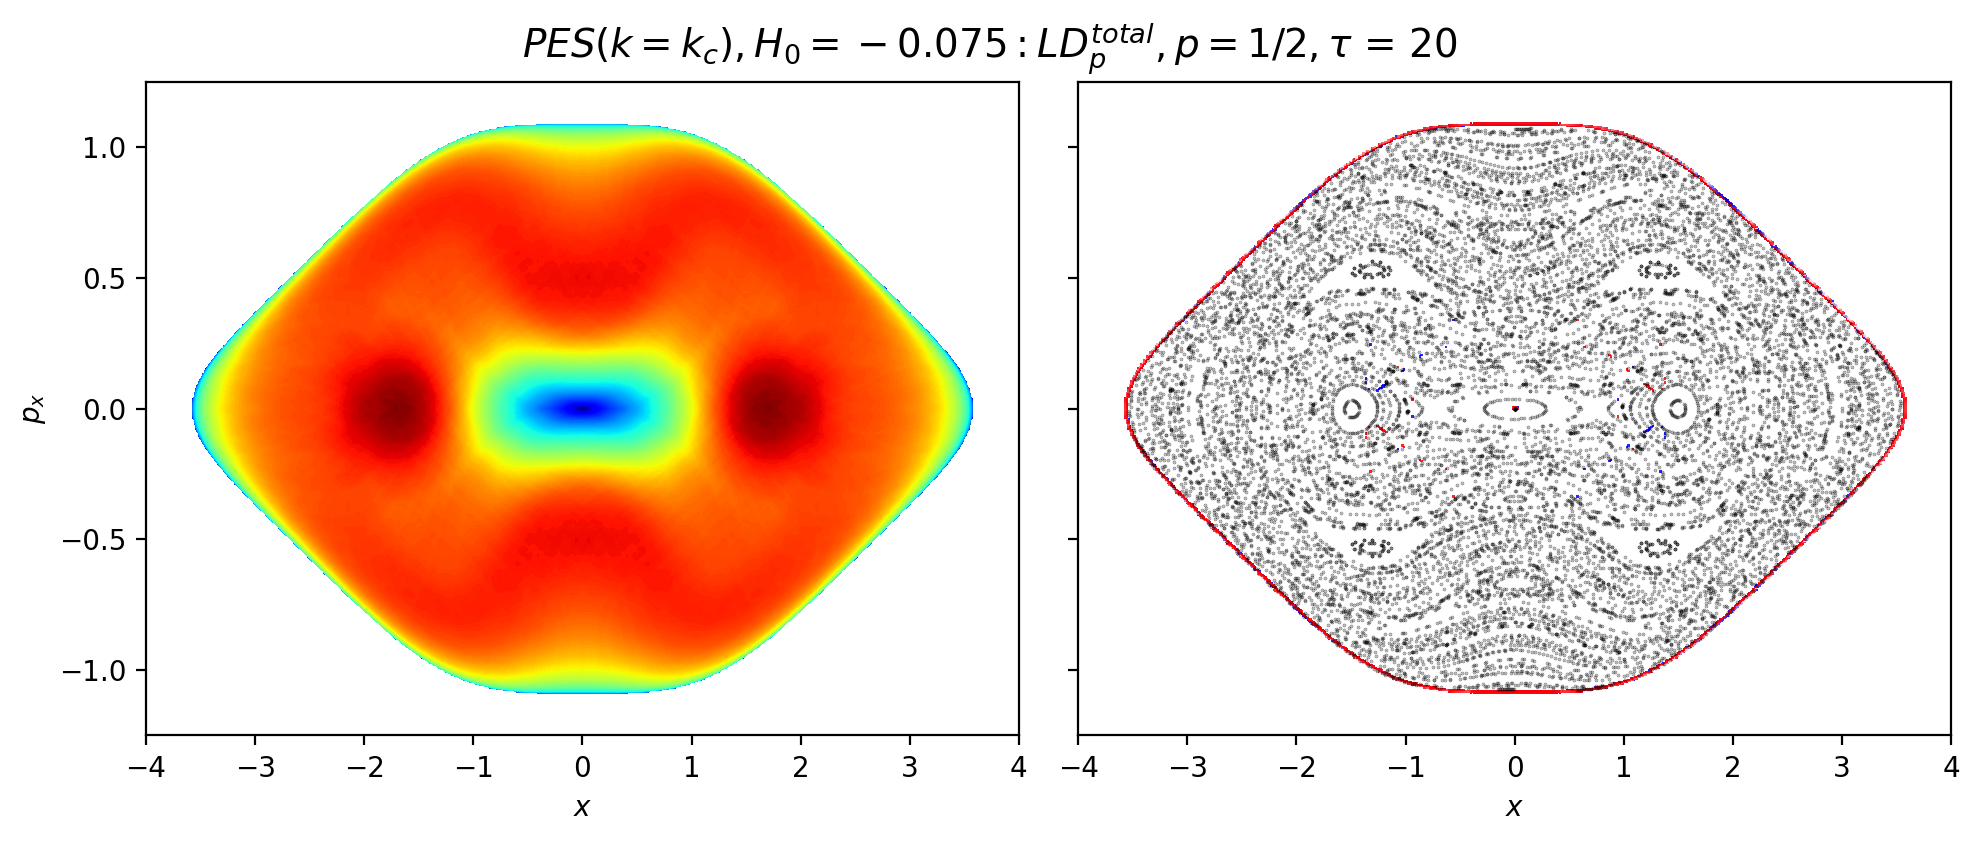 PES(k = k_c), H_0 = −0.075 : LD_p^{total}, p = 1/2, τ = 20
1.0
0.5
0.0
−0.5
−1.0
p_x
−4 −3 −2 −1 0 1 2 3 4
−4 −3 −2 −1 0 1 2 3 4
x
x